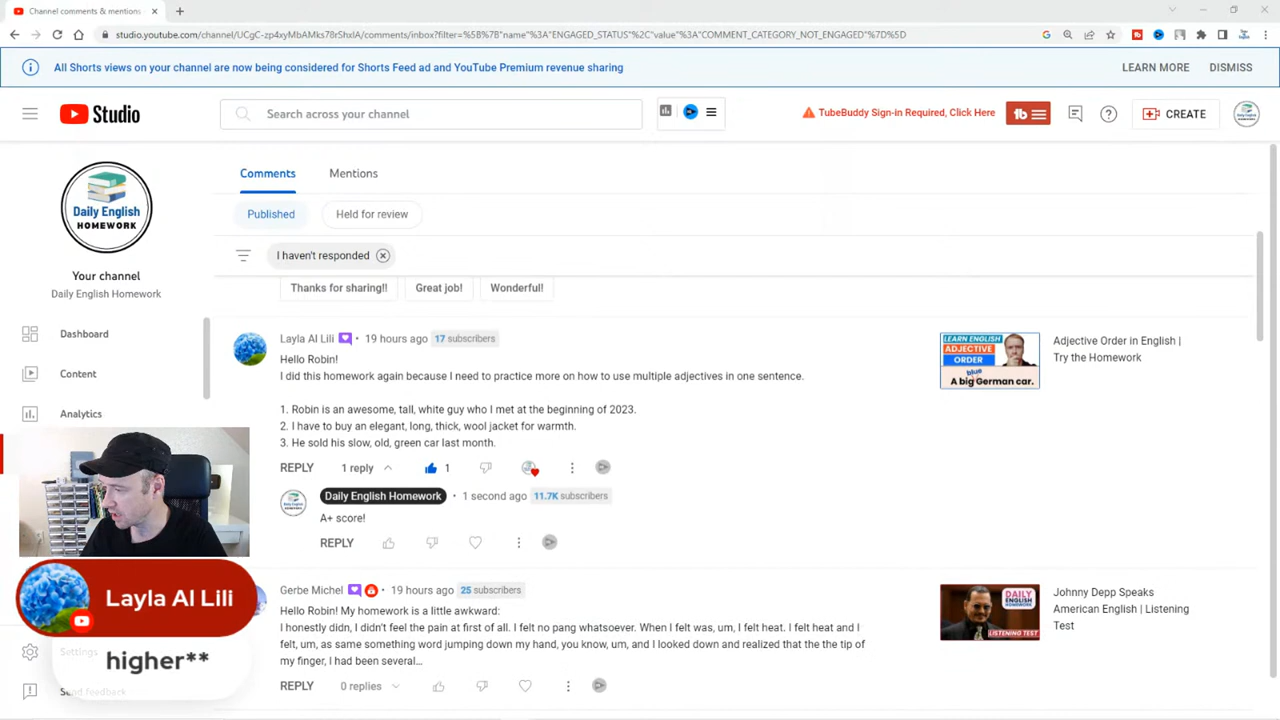 Channel comments & mentions
studio.youtube.com/channel/UCgC-zp4xyMbAMks78rShxIA/comments/inbox?filter=%5B%7B"name"%3A"ENGAGED_STATUS"%2C"value"%3A"COMMENT_CATEGORY_NOT_ENGAGED"%7D%5D
All Shorts views on your channel are now being considered for Shorts Feed ad and YouTube Premium revenue sharing
LEARN MORE
DISMISS
Studio
Search across your channel
TubeBuddy Sign-in Required, Click Here
tb
CREATE
Daily English
HOMEWORK
Your channel
Daily English Homework
Dashboard
Content
Analytics
Settings
Send feedback
Comments
Mentions
Published
Held for review
I haven't responded
Thanks for sharing!!
Great job!
Wonderful!
Layla Al Lili
19 hours ago
17 subscribers
Hello Robin!
I did this homework again because I need to practice more on how to use multiple adjectives in one sentence.
1. Robin is an awesome, tall, white guy who I met at the beginning of 2023.
2. I have to buy an elegant, long, thick, wool jacket for warmth.
3. He sold his slow, old, green car last month.
REPLY
1 reply
1
LEARN ENGLISH
ADJECTIVE
ORDER
blue
A big German car.
Adjective Order in English |
Try the Homework
Daily English Homework
1 second ago
11.7K subscribers
A+ score!
REPLY
Gerbe Michel
19 hours ago
25 subscribers
Hello Robin! My homework is a little awkward:
I honestly didn, I didn't feel the pain at first of all. I felt no pang whatsoever. When I felt was, um, I felt heat. I felt heat and I
felt, um, as same something word jumping down my hand, you know, um, and I looked down and realized that the the tip of
my finger, I had been several...
REPLY
0 replies
DAILY
ENGLISH
HOMEWORK
LISTENING TEST
Johnny Depp Speaks
American English | Listening
Test
Layla Al Lili
higher**